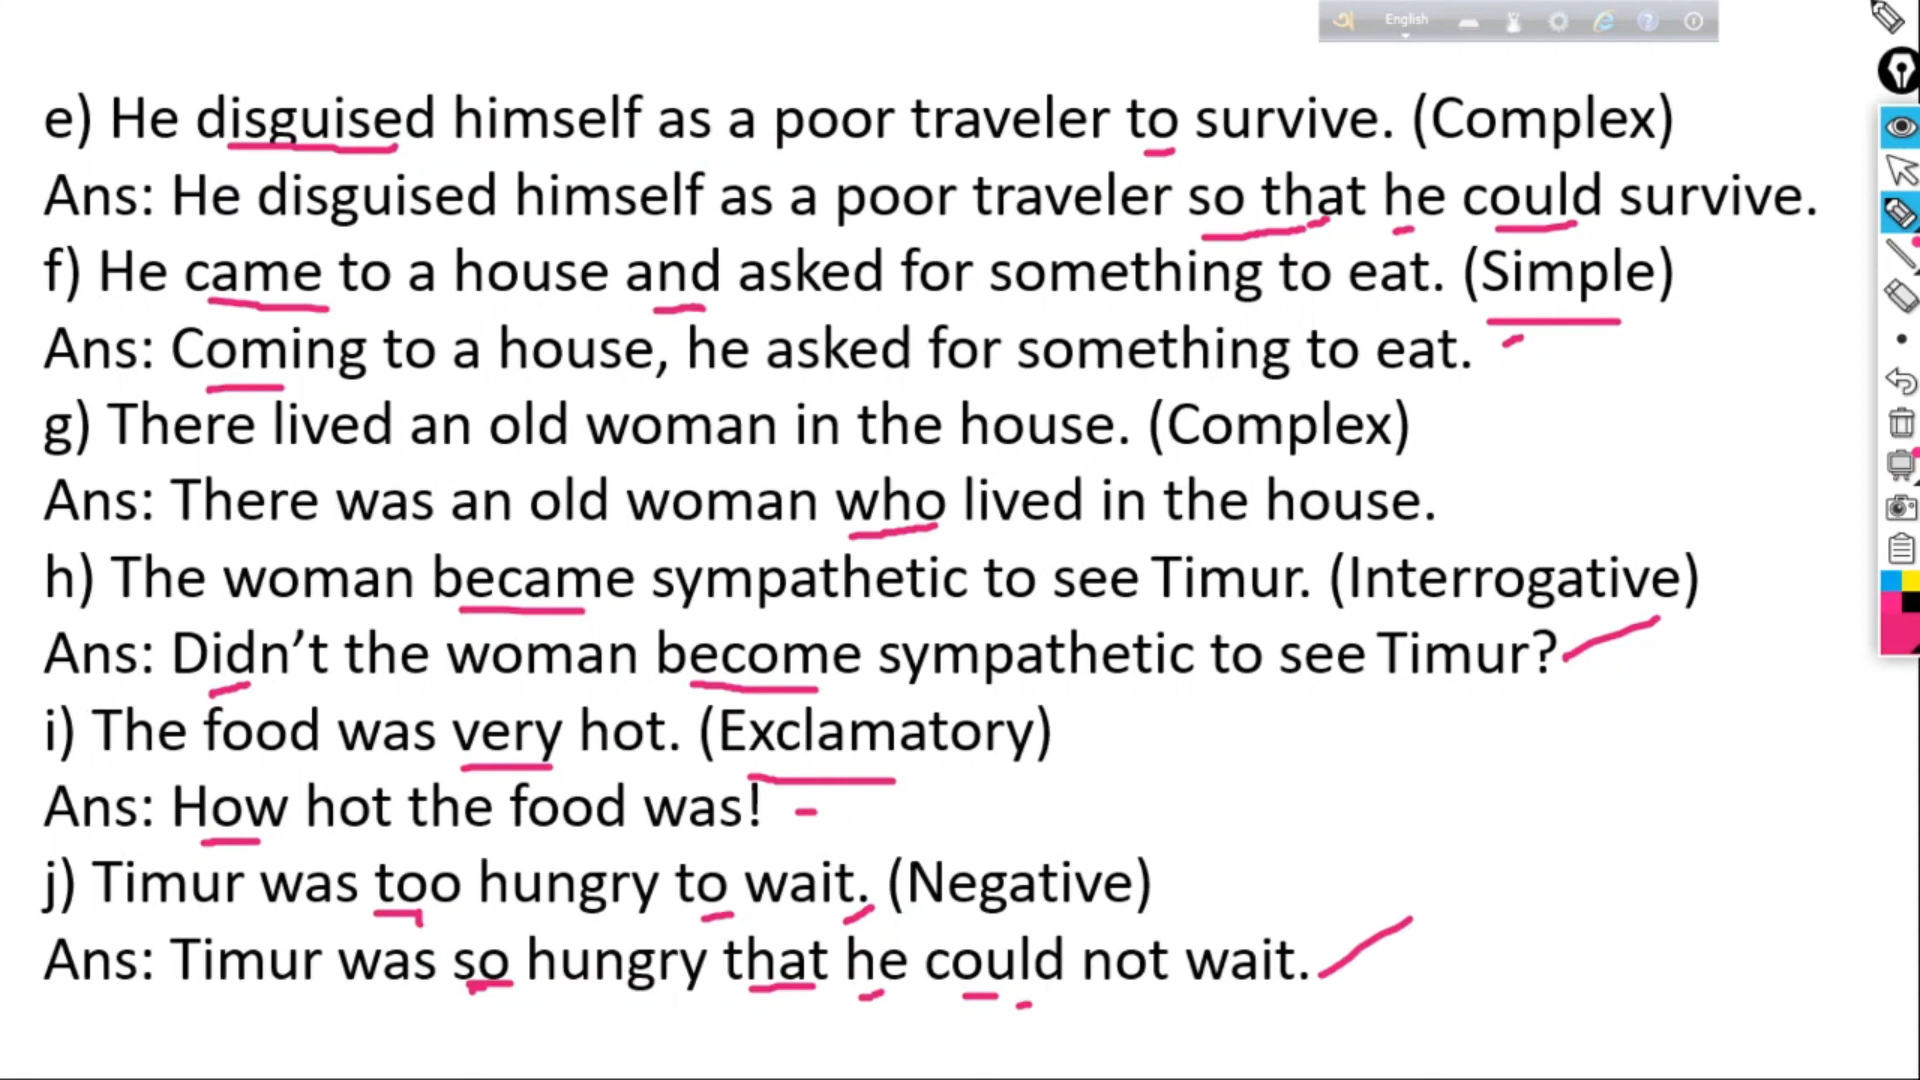 English
e) He disguised himself as a poor traveler to survive. (Complex)
Ans: He disguised himself as a poor traveler so that he could survive.
f) He came to a house and asked for something to eat. (Simple)
Ans: Coming to a house, he asked for something to eat.
g) There lived an old woman in the house. (Complex)
Ans: There was an old woman who lived in the house.
h) The woman became sympathetic to see Timur. (Interrogative)
Ans: Didn’t the woman become sympathetic to see Timur?
i) The food was very hot. (Exclamatory)
Ans: How hot the food was!
j) Timur was too hungry to wait. (Negative)
Ans: Timur was so hungry that he could not wait.